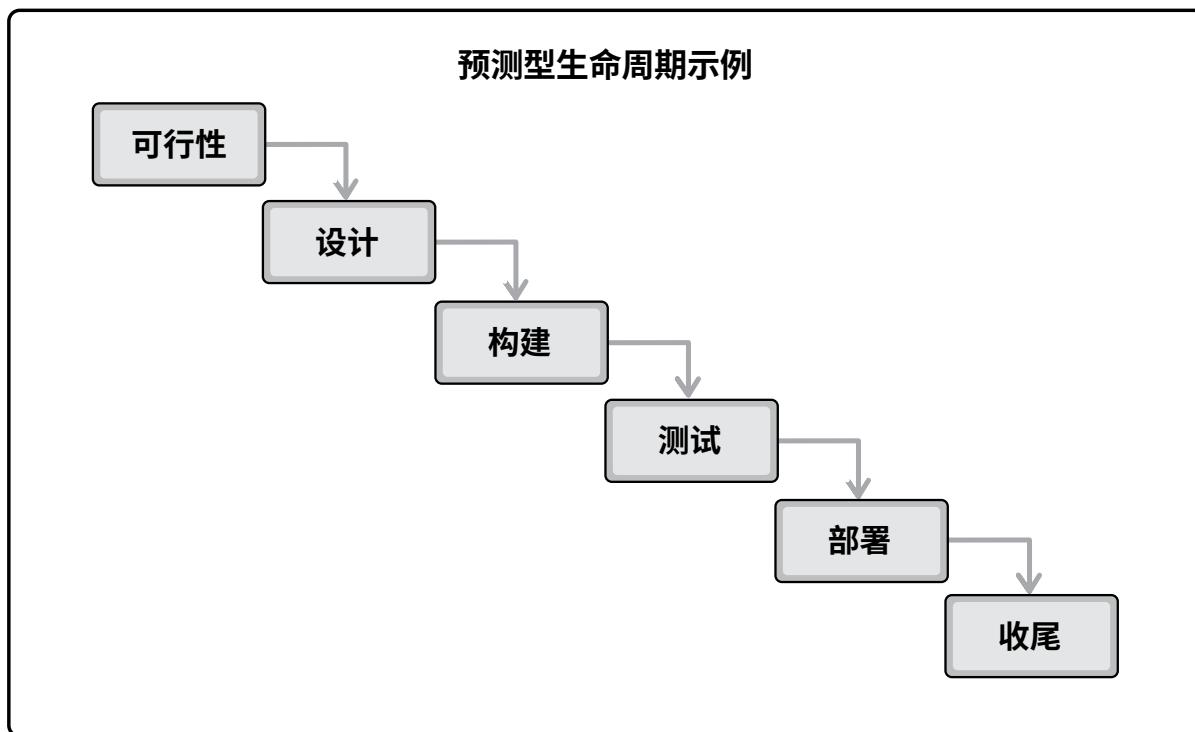 预测型生命周期示例
可行性
设计
构建
测试
部署
收尾